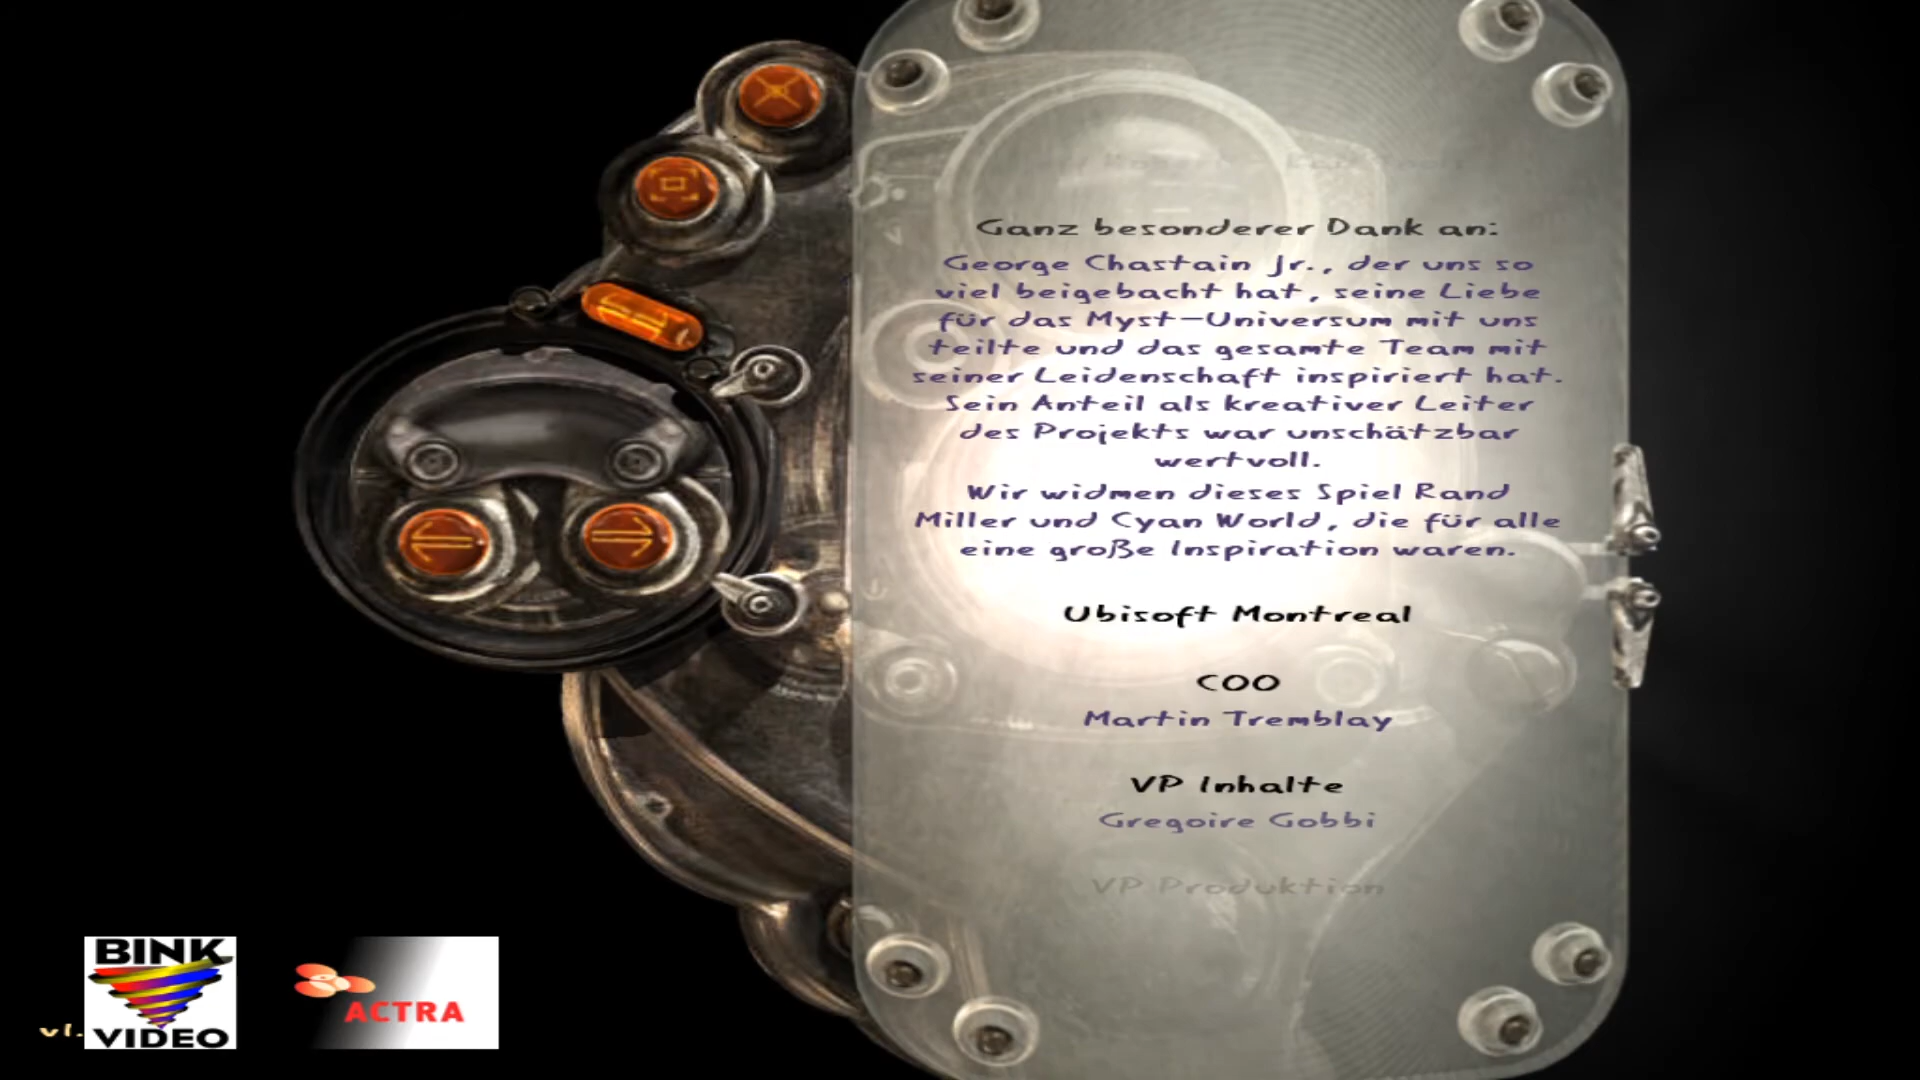 Ganz besonderer Dank an:
George Chastain Jr., der uns so
viel beigebacht hat, seine Liebe
für das Myst-Universum mit uns
teilte und das gesamte Team mit
seiner Leidenschaft inspiriert hat.
Sein Anteil als kreativer Leiter
des Projekts war unschätzbar
wertvoll.
Wir widmen dieses Spiel Rand
Miller und Cyan World, die für alle
eine große Inspiration waren.
Ubisoft Montreal
COO
Martin Tremblay
VP Inhalte
Gregoire Gobbi
VP Produktion
BINK
VIDEO
ACTRA
v1.